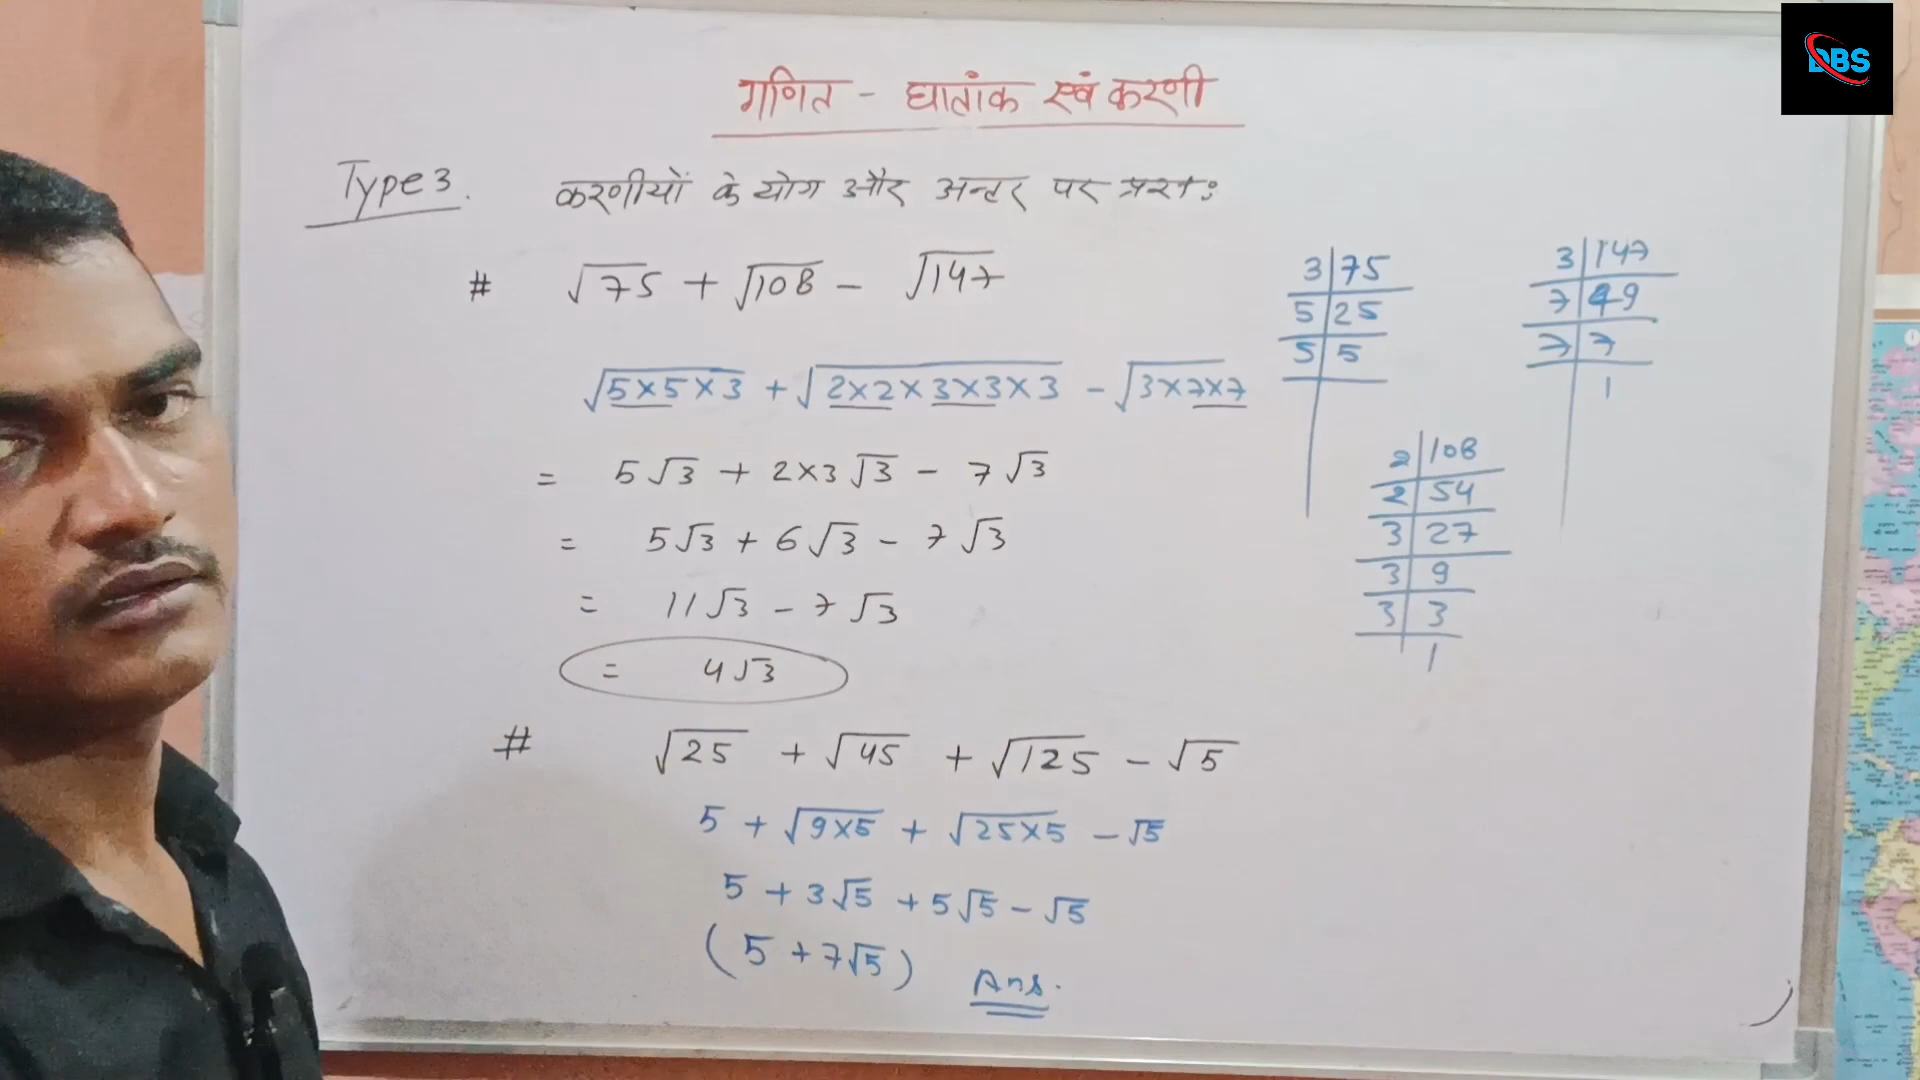 DBS
गणित - घातांक एवं करणी
Type 3. करणीयों के योग और अन्तर पर प्रश्न:
# √75 + √108 - √147
√5×5×3 + √2×2×3×3×3 - √3×7×7
= 5√3 + 2×3√3 - 7√3
= 5√3 + 6√3 - 7√3
= 11√3 - 7√3
= 4√3
# √25 + √45 + √125 - √5
5 + √9×5 + √25×5 - √5
5 + 3√5 + 5√5 - √5
(5 + 7√5) Ans.
3|75
5|25
5|5
3|147
7|49
7|7
1
2|108
2|54
3|27
3|9
3|3
1